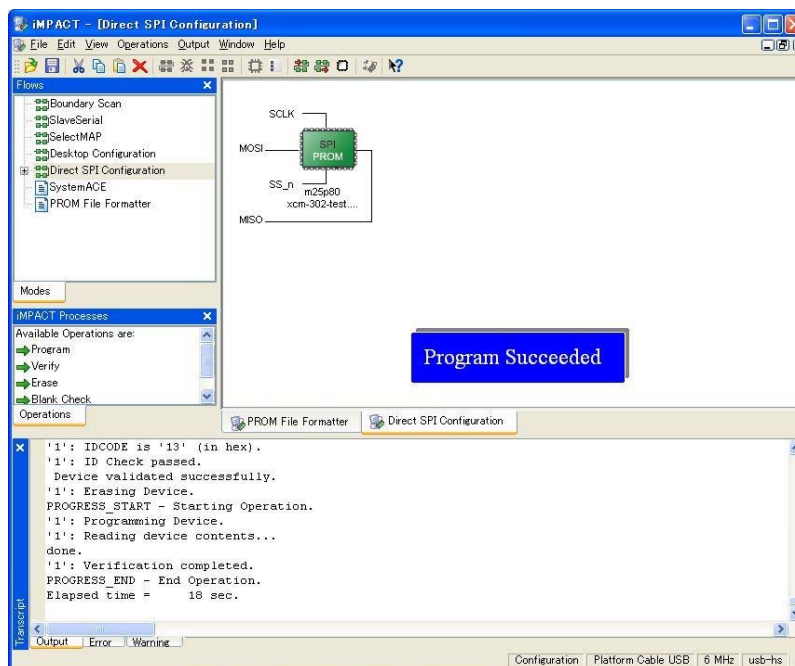 iMPACT - [Direct SPI Configuration]
File Edit View Operations Output Window Help
Flows
Boundary Scan
SlaveSerial
SelectMAP
Desktop Configuration
Direct SPI Configuration
SystemACE
PROM File Formatter
Modes
iMPACT Processes
Available Operations are:
Program
Verify
Erase
Blank Check
Operations
SCLK
MOSI
SPI
PROM
SS_n
m25p80
xcm-302-test....
MISO
Program Succeeded
PROM File Formatter
Direct SPI Configuration
'1': IDCODE is '13' (in hex).
'1': ID Check passed.
Device validated successfully.
'1': Erasing Device.
PROGRESS_START - Starting Operation.
'1': Programming Device.
'1': Reading device contents...
done.
'1': Verification completed.
PROGRESS_END - End Operation.
Elapsed time = 18 sec.
Transcript
Output Error Warning
Configuration Platform Cable USB 6 MHz usb-hs